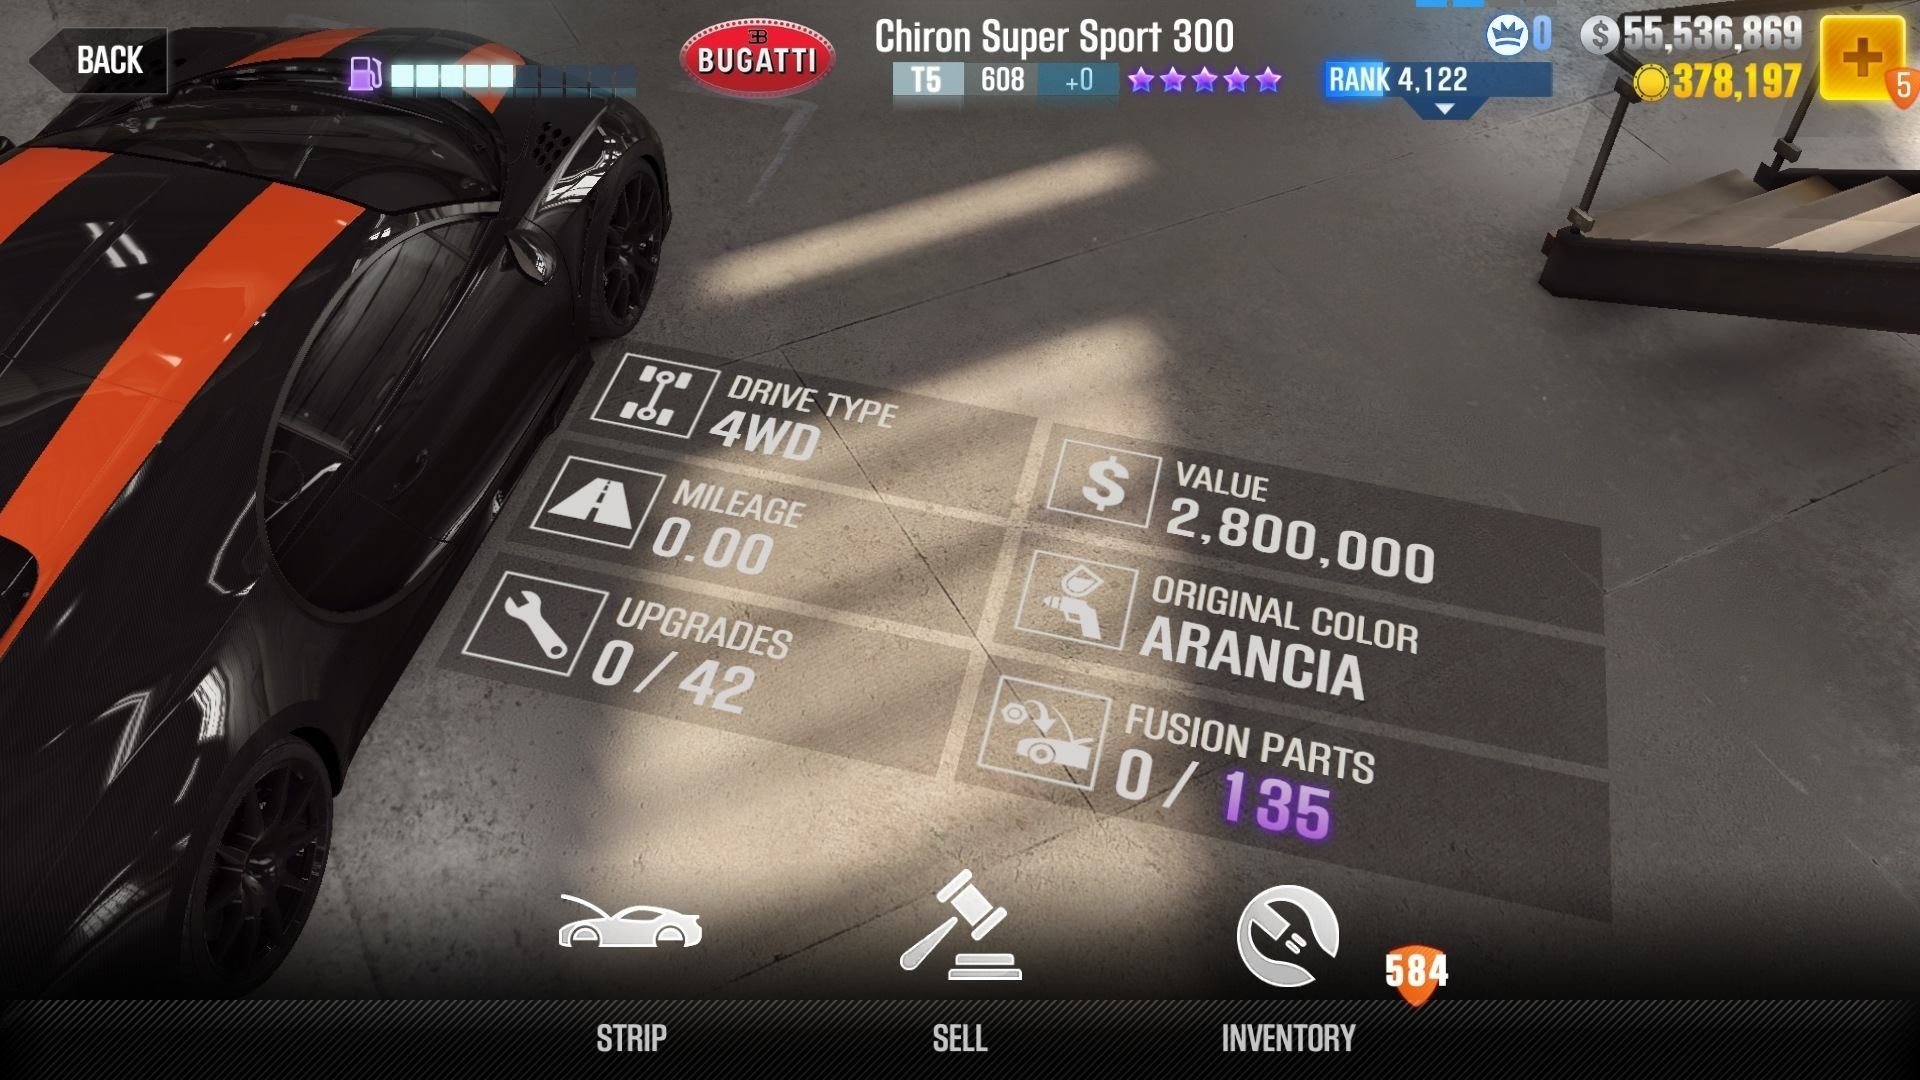 BACK
BUGATTI
Chiron Super Sport 300
T5 608 +0
RANK 4,122
0
$55,536,869
378,197
5
DRIVE TYPE
4WD
MILEAGE
0.00
UPGRADES
0 / 42
$
VALUE
2,800,000
ORIGINAL COLOR
ARANCIA
FUSION PARTS
0 / 135
584
STRIP
SELL
INVENTORY